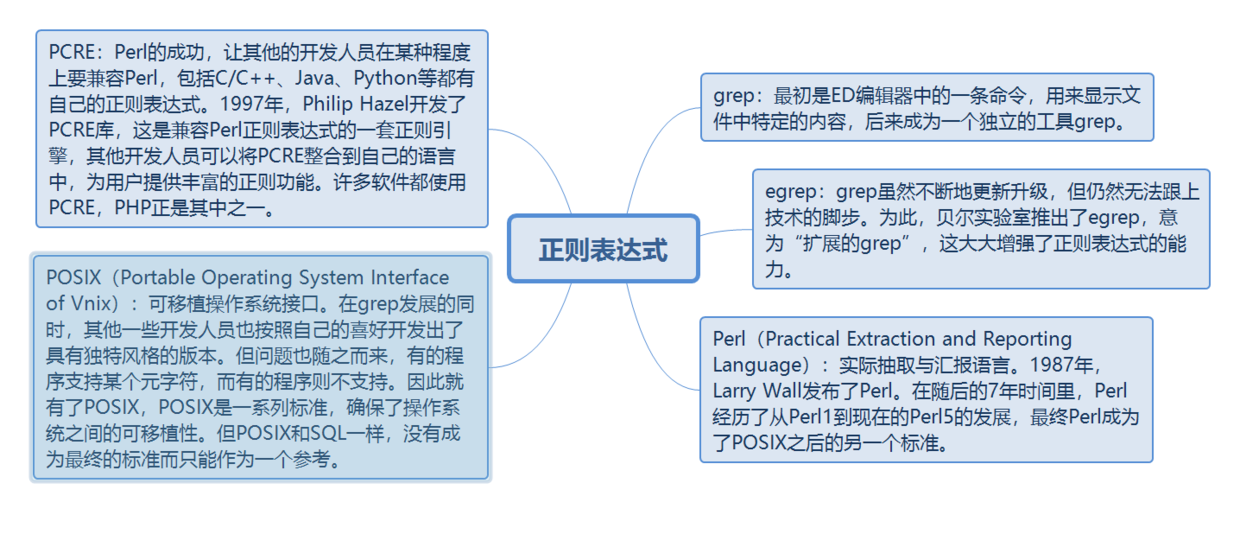 PCRE：Perl的成功，让其他的开发人员在某种程度
上要兼容Perl，包括C/C++、Java、Python等都有
自己的正则表达式。1997年，Philip Hazel开发了
PCRE库，这是兼容Perl正则表达式的一套正则引
擎，其他开发人员可以将PCRE整合到自己的语言
中，为用户提供丰富的正则功能。许多软件都使用
PCRE，PHP正是其中之一。
POSIX（Portable Operating System Interface
of Vnix）：可移植操作系统接口。在grep发展的同
时，其他一些开发人员也按照自己的喜好开发出了
具有独特风格的版本。但问题也随之而来，有的程
序支持某个元字符，而有的程序则不支持。因此就
有了POSIX，POSIX是一系列标准，确保了操作系
统之间的可移植性。但POSIX和SQL一样，没有成
为最终的标准而只能作为一个参考。
正则表达式
grep：最初是ED编辑器中的一条命令，用来显示文
件中特定的内容，后来成为一个独立的工具grep。
egrep：grep虽然不断地更新升级，但仍然无法跟上
技术的脚步。为此，贝尔实验室推出了egrep，意
为“扩展的grep”，这大大增强了正则表达式的能
力。
Perl（Practical Extraction and Reporting
Language）：实际抽取与汇报语言。1987年，
Larry Wall发布了Perl。在随后的7年时间里，Perl
经历了从Perl1到现在的Perl5的发展，最终Perl成为
了POSIX之后的另一个标准。